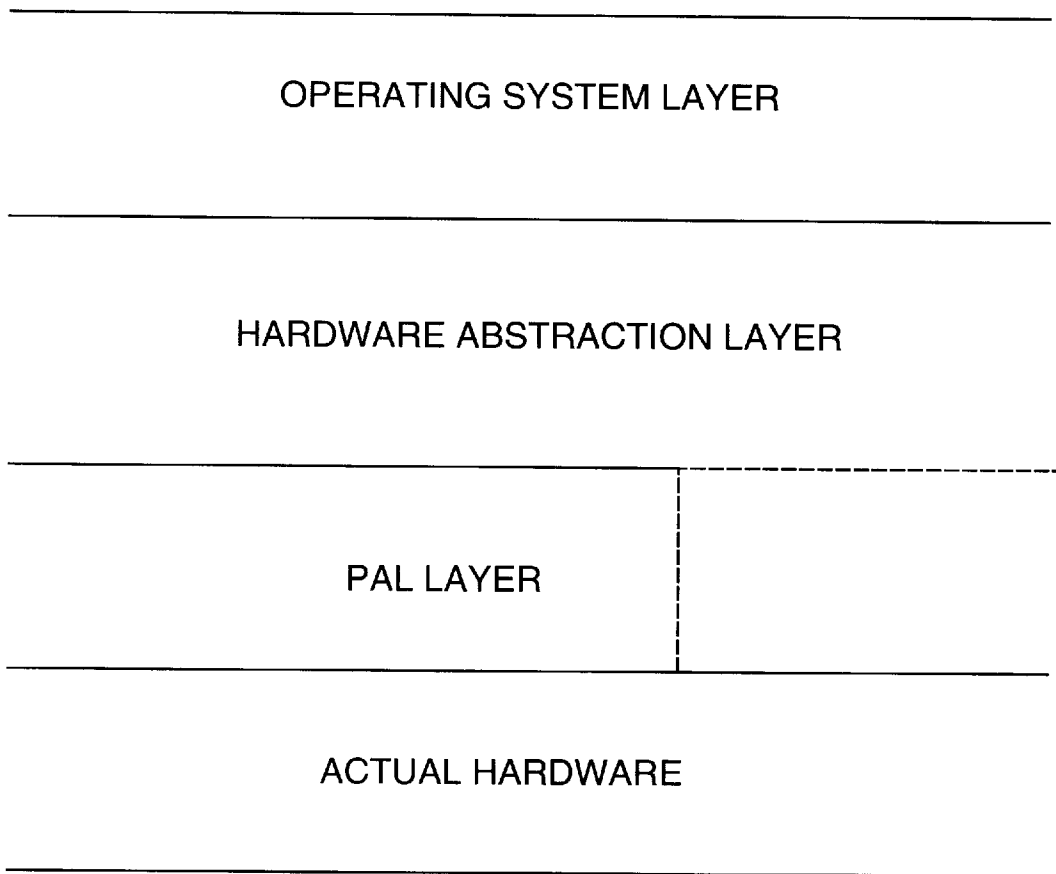 OPERATING SYSTEM LAYER
HARDWARE ABSTRACTION LAYER
PAL LAYER
ACTUAL HARDWARE